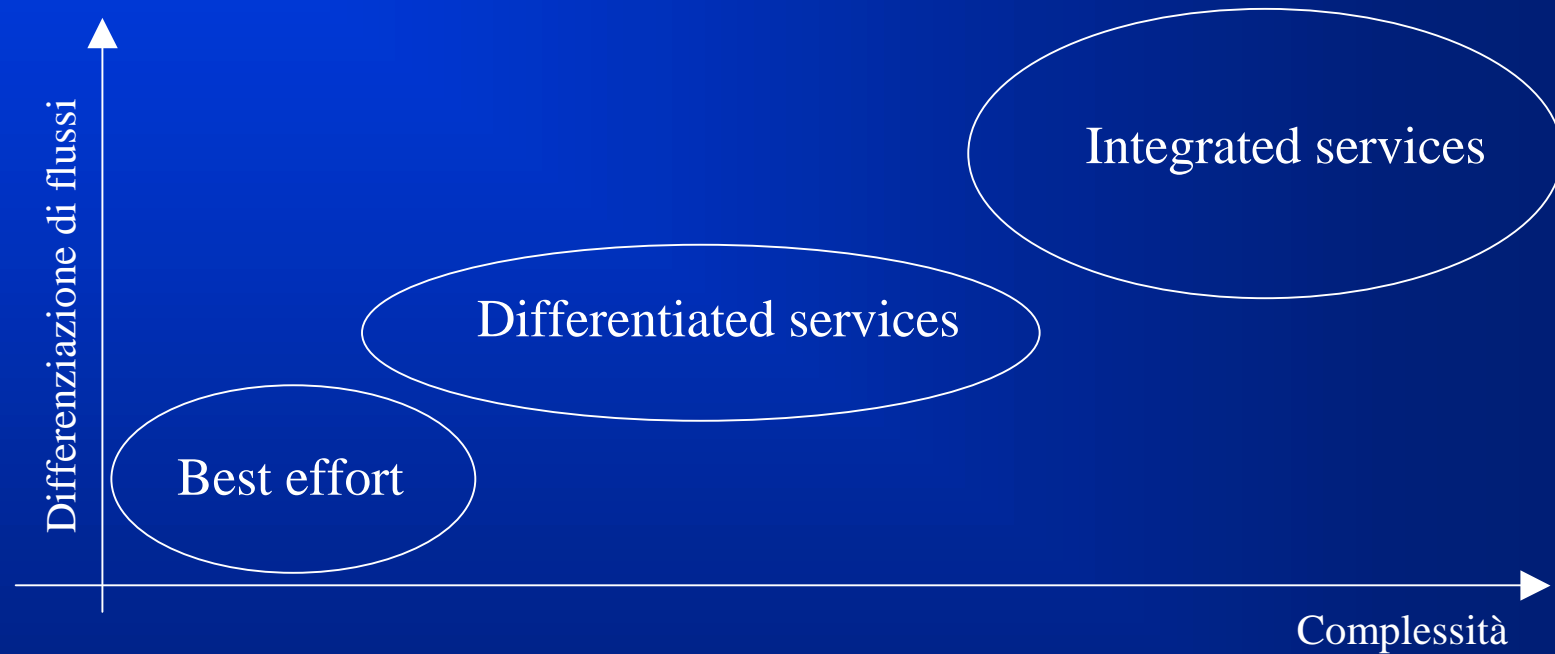 Differenziazione di flussi
Integrated services
Differentiated services
Best effort
Complessità